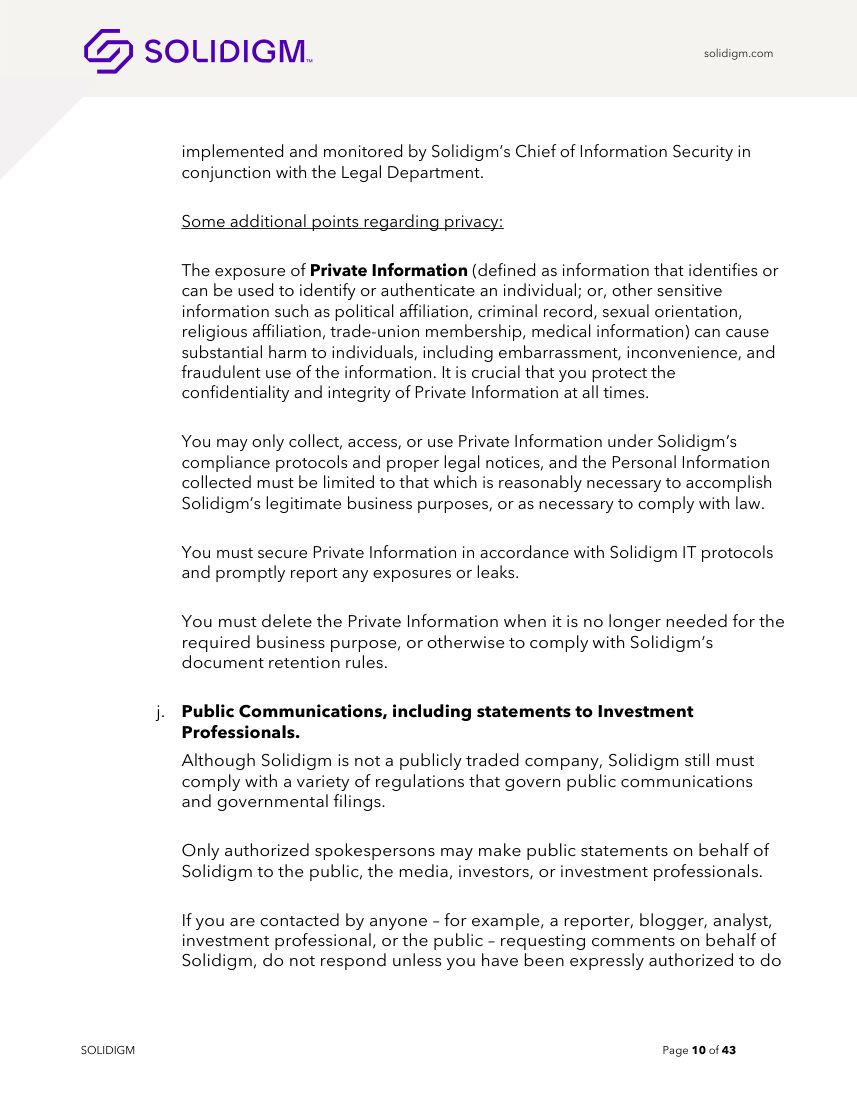 SOLIDIGM™
solidigm.com
implemented and monitored by Solidigm’s Chief of Information Security in
conjunction with the Legal Department.
Some additional points regarding privacy:
The exposure of Private Information (defined as information that identifies or
can be used to identify or authenticate an individual; or, other sensitive
information such as political affiliation, criminal record, sexual orientation,
religious affiliation, trade-union membership, medical information) can cause
substantial harm to individuals, including embarrassment, inconvenience, and
fraudulent use of the information. It is crucial that you protect the
confidentiality and integrity of Private Information at all times.
You may only collect, access, or use Private Information under Solidigm’s
compliance protocols and proper legal notices, and the Personal Information
collected must be limited to that which is reasonably necessary to accomplish
Solidigm’s legitimate business purposes, or as necessary to comply with law.
You must secure Private Information in accordance with Solidigm IT protocols
and promptly report any exposures or leaks.
You must delete the Private Information when it is no longer needed for the
required business purpose, or otherwise to comply with Solidigm’s
document retention rules.
j. Public Communications, including statements to Investment
Professionals.
Although Solidigm is not a publicly traded company, Solidigm still must
comply with a variety of regulations that govern public communications
and governmental filings.
Only authorized spokespersons may make public statements on behalf of
Solidigm to the public, the media, investors, or investment professionals.
If you are contacted by anyone – for example, a reporter, blogger, analyst,
investment professional, or the public – requesting comments on behalf of
Solidigm, do not respond unless you have been expressly authorized to do
SOLIDIGM
Page 10 of 43